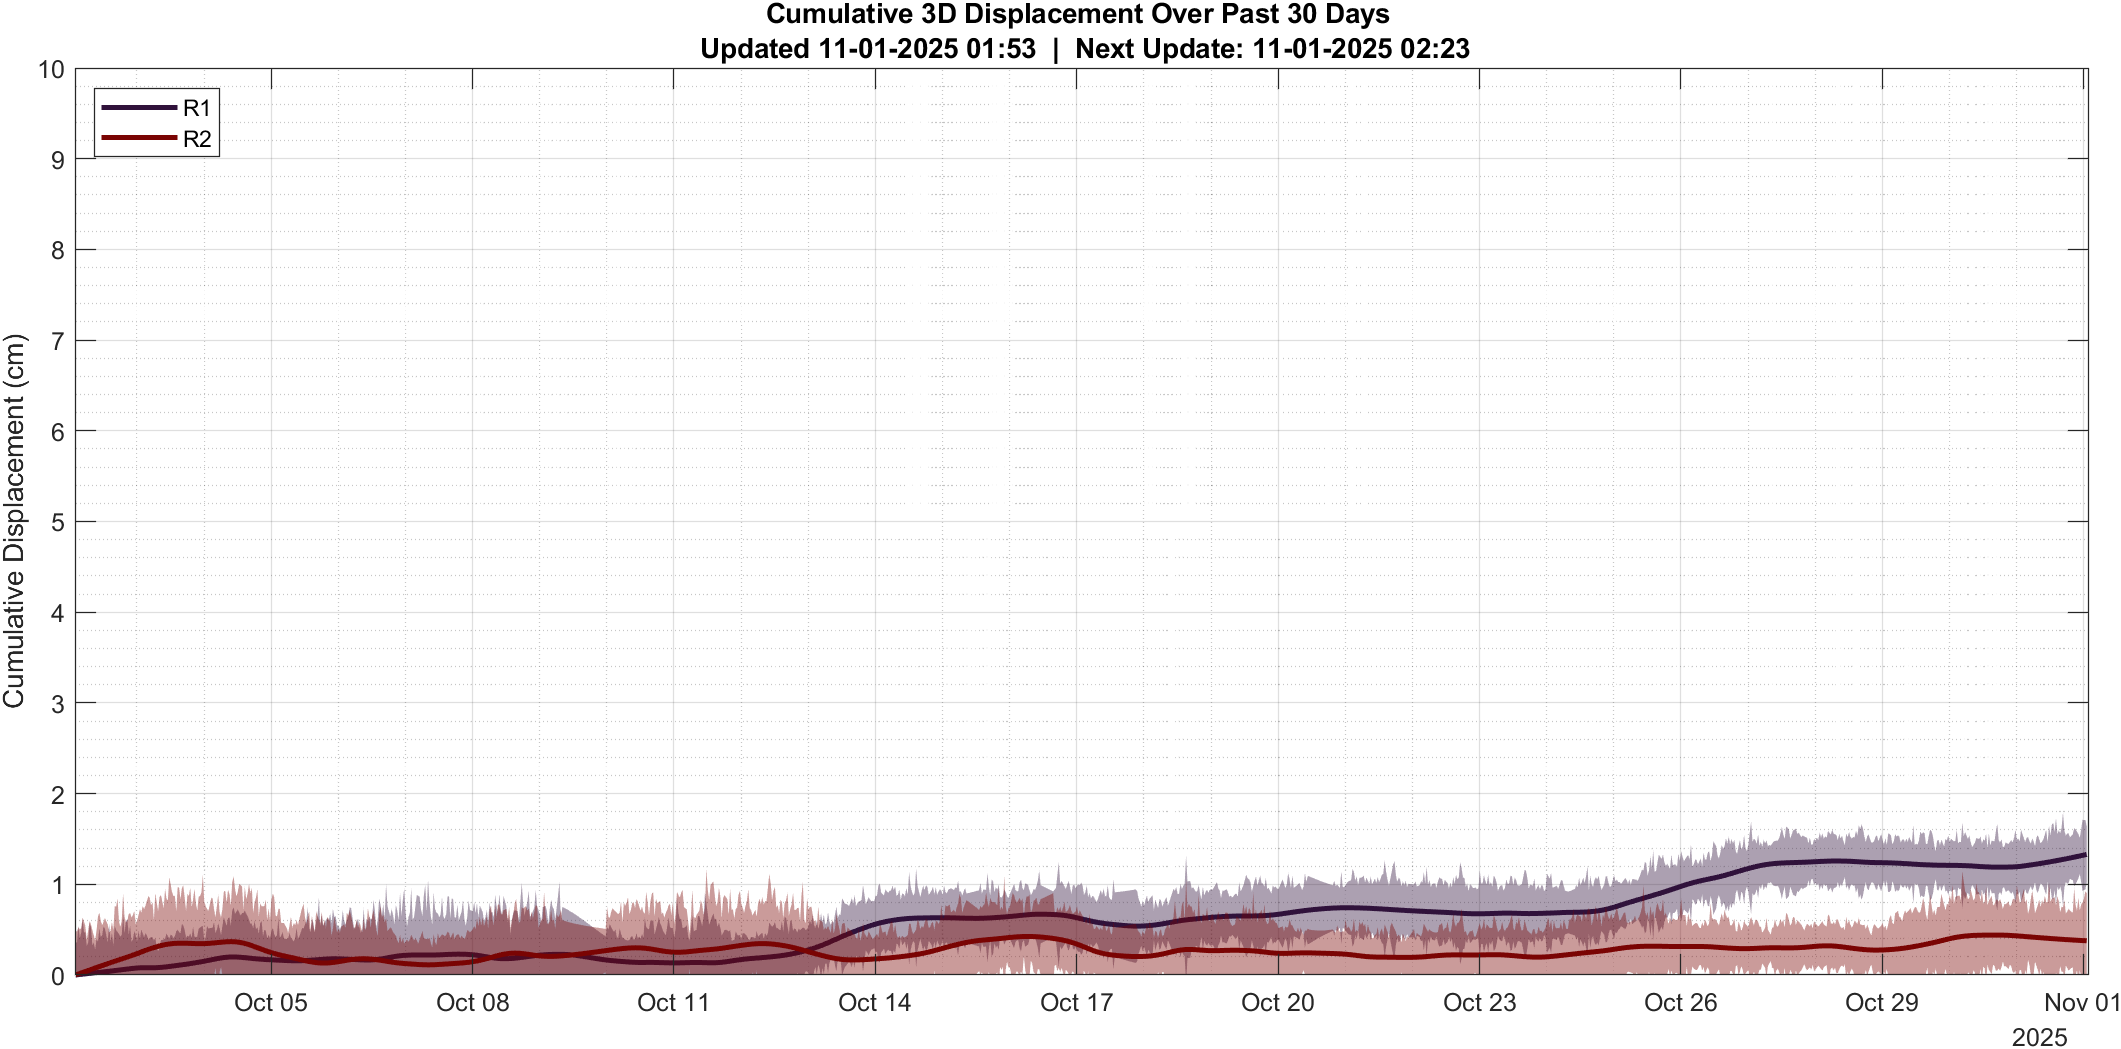 Cumulative 3D Displacement Over Past 30 Days
Updated 11-01-2025 01:53 | Next Update: 11-01-2025 02:23
R1
R2
Cumulative Displacement (cm)
10
9
8
7
6
5
4
3
2
1
0
Oct 05
Oct 08
Oct 11
Oct 14
Oct 17
Oct 20
Oct 23
Oct 26
Oct 29
Nov 01
2025